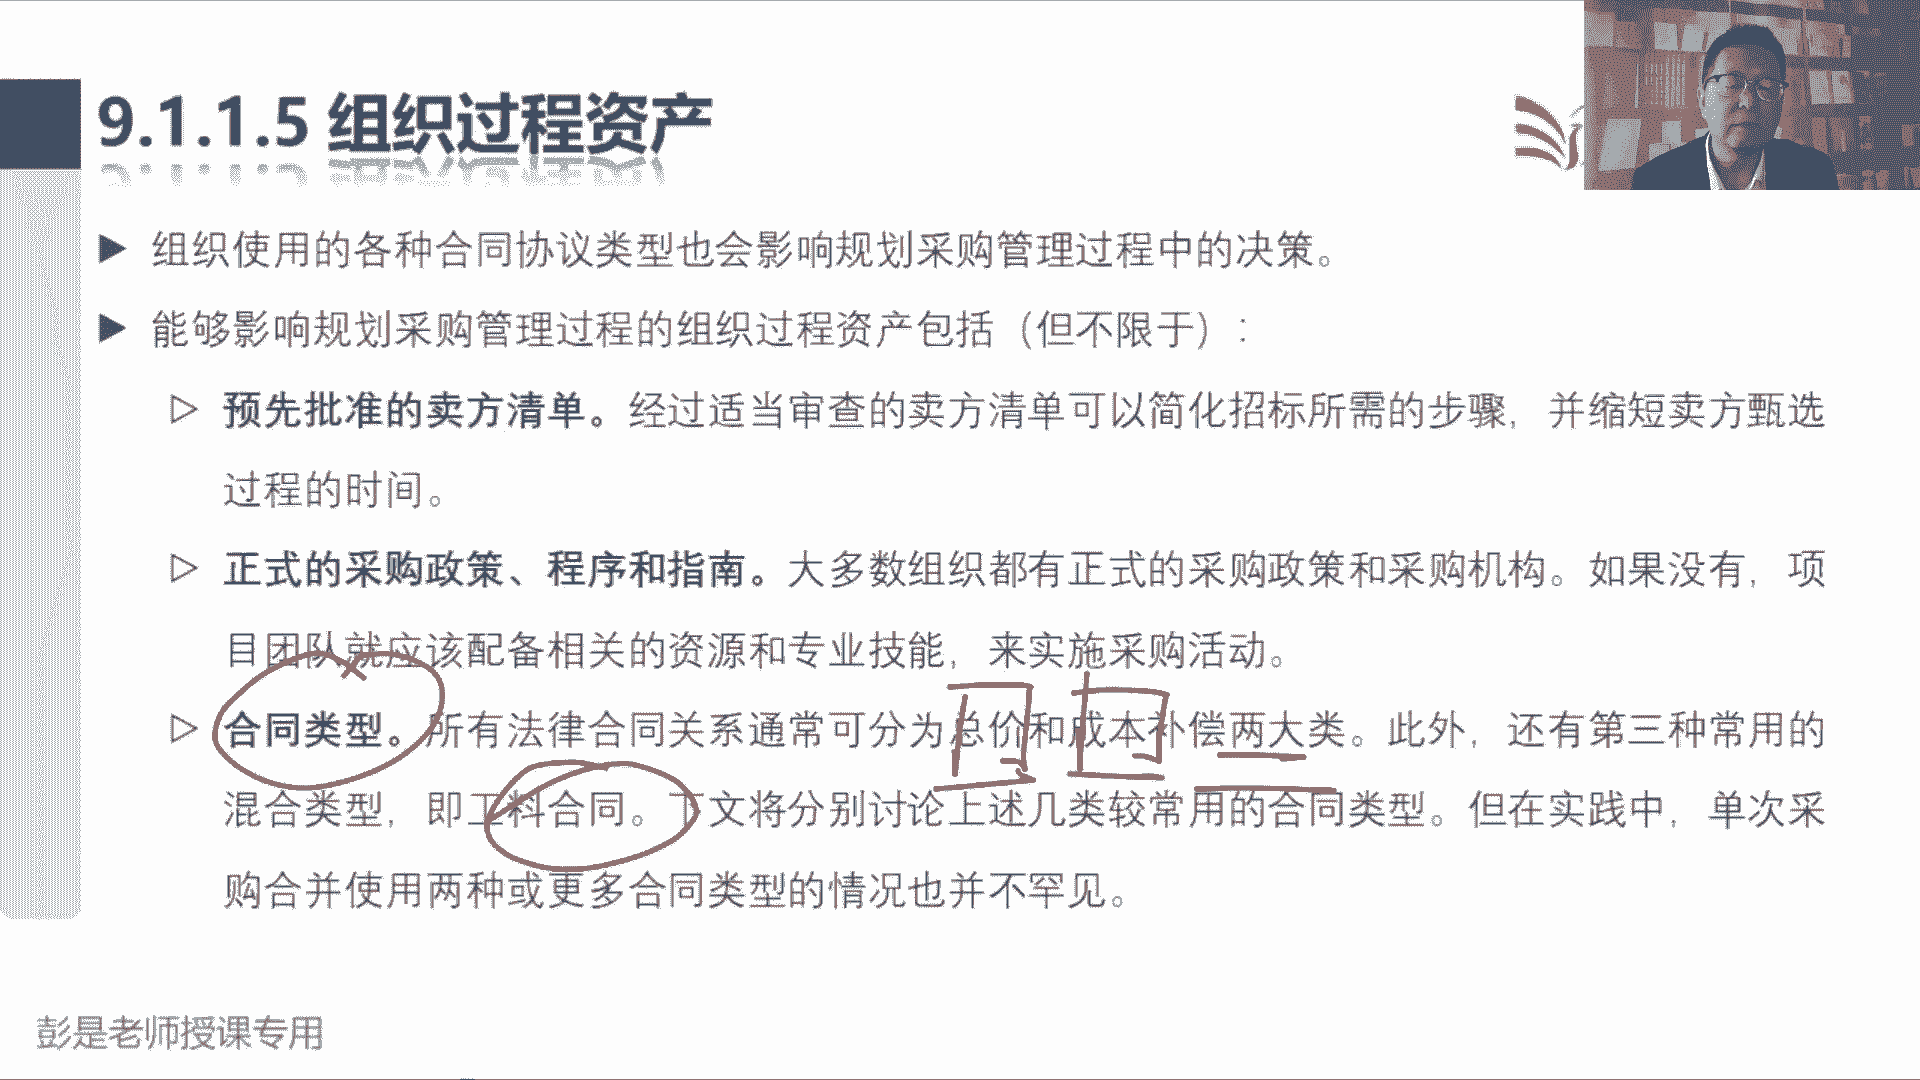 9.1.1.5 组织过程资产
组织使用的各种合同协议类型也会影响规划采购管理过程中的决策。
能够影响规划采购管理过程的组织过程资产包括（但不限于）：
预先批准的卖方清单。经过适当审查的卖方清单可以简化招标所需的步骤，并缩短卖方甄选
过程的时间。
正式的采购政策、程序和指南。大多数组织都有正式的采购政策和采购机构。如果没有，项
目团队就应该配备相关的资源和专业技能，来实施采购活动。
合同类型。所有法律合同关系通常可分为总价和成本补偿两大类。此外，还有第三种常用的
混合类型，即工料合同。下文将分别讨论上述几类较常用的合同类型。但在实践中，单次采
购合并使用两种或更多合同类型的情况也并不罕见。
彭是老师授课专用